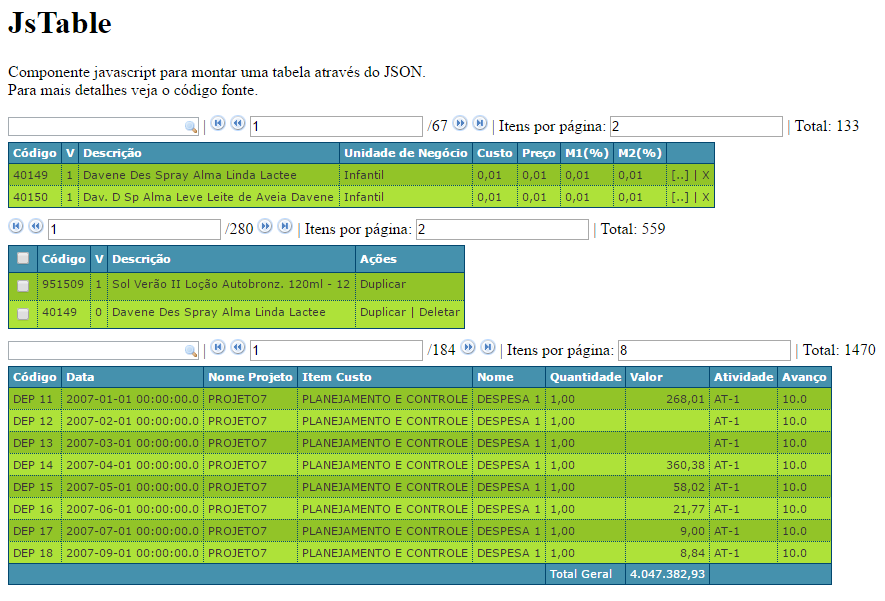 JsTable
Componente javascript para montar uma tabela através do JSON.
Para mais detalhes veja o código fonte.
| 1 /67 | Itens por página: 2 | Total: 133
Código V Descrição Unidade de Negócio Custo Preço M1(%) M2(%)
40149 1 Davene Des Spray Alma Linda Lactee Infantil 0,01 0,01 0,01 0,01 [..] | X
40150 1 Dav. D Sp Alma Leve Leite de Aveia Davene Infantil 0,01 0,01 0,01 0,01 [..] | X
1 /280 | Itens por página: 2 | Total: 559
Código V Descrição Ações
951509 1 Sol Verão II Loção Autobronz. 120ml - 12 Duplicar
40149 0 Davene Des Spray Alma Linda Lactee Duplicar | Deletar
| 1 /184 | Itens por página: 8 | Total: 1470
Código Data Nome Projeto Item Custo Nome Quantidade Valor Atividade Avanço
DEP 11 2007-01-01 00:00:00.0 PROJETO7 PLANEJAMENTO E CONTROLE DESPESA 1 1,00 268,01 AT-1 10.0
DEP 12 2007-02-01 00:00:00.0 PROJETO7 PLANEJAMENTO E CONTROLE DESPESA 1 1,00 AT-1 10.0
DEP 13 2007-03-01 00:00:00.0 PROJETO7 PLANEJAMENTO E CONTROLE DESPESA 1 1,00 AT-1 10.0
DEP 14 2007-04-01 00:00:00.0 PROJETO7 PLANEJAMENTO E CONTROLE DESPESA 1 1,00 360,38 AT-1 10.0
DEP 15 2007-05-01 00:00:00.0 PROJETO7 PLANEJAMENTO E CONTROLE DESPESA 1 1,00 58,02 AT-1 10.0
DEP 16 2007-06-01 00:00:00.0 PROJETO7 PLANEJAMENTO E CONTROLE DESPESA 1 1,00 21,77 AT-1 10.0
DEP 17 2007-07-01 00:00:00.0 PROJETO7 PLANEJAMENTO E CONTROLE DESPESA 1 1,00 9,00 AT-1 10.0
DEP 18 2007-09-01 00:00:00.0 PROJETO7 PLANEJAMENTO E CONTROLE DESPESA 1 1,00 8,84 AT-1 10.0
Total Geral 4.047.382,93